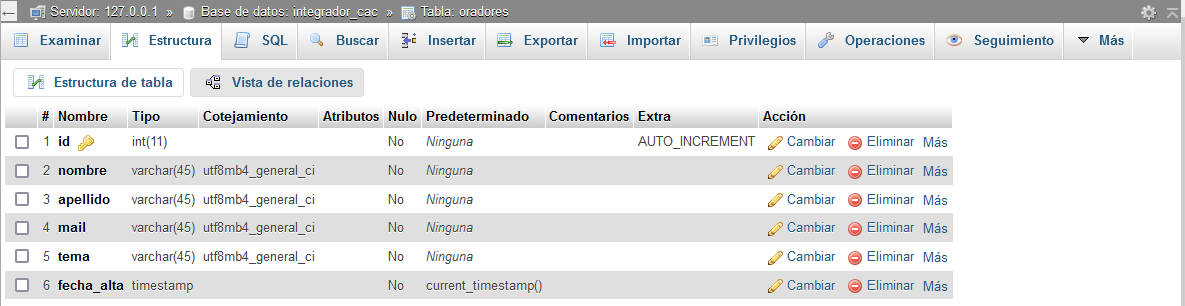 Servidor: 127.0.0.1 » Base de datos: integrador_cac » Tabla: oradores
Examinar Estructura SQL Buscar Insertar Exportar Importar Privilegios Operaciones Seguimiento Más
Estructura de tabla Vista de relaciones
# Nombre Tipo Cotejamiento Atributos Nulo Predeterminado Comentarios Extra Acción
1 id int(11) No Ninguna AUTO_INCREMENT Cambiar Eliminar Más
2 nombre varchar(45) utf8mb4_general_ci No Ninguna Cambiar Eliminar Más
3 apellido varchar(45) utf8mb4_general_ci No Ninguna Cambiar Eliminar Más
4 mail varchar(45) utf8mb4_general_ci No Ninguna Cambiar Eliminar Más
5 tema varchar(45) utf8mb4_general_ci No Ninguna Cambiar Eliminar Más
6 fecha_alta timestamp No current_timestamp() Cambiar Eliminar Más